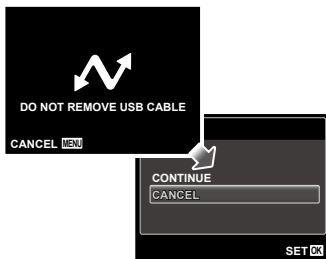 DO NOT REMOVE USB CABLE
CANCEL MENU
CONTINUE
CANCEL
SET OK